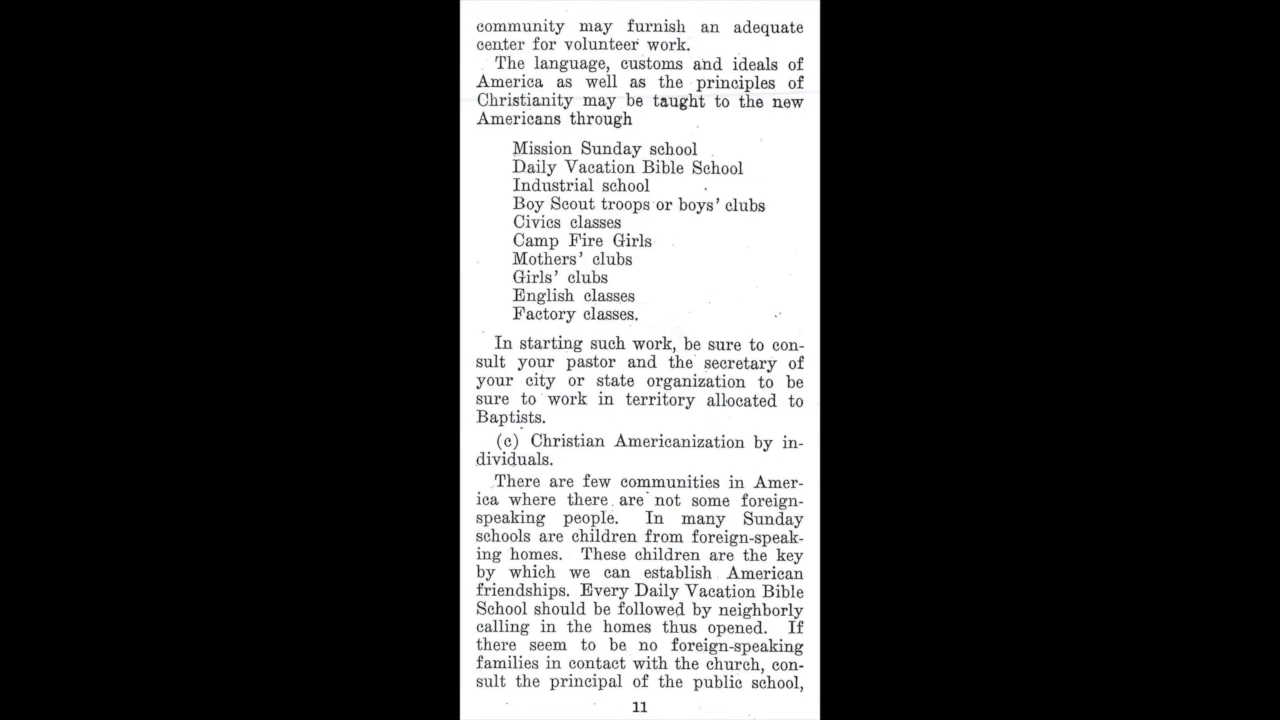 community may furnish an adequate
center for volunteer work.
The language, customs and ideals of
America as well as the principles of
Christianity may be taught to the new
Americans through
Mission Sunday school
Daily Vacation Bible School
Industrial school
Boy Scout troops or boys' clubs
Civics classes
Camp Fire Girls
Mothers' clubs
Girls' clubs
English classes
Factory classes.
In starting such work, be sure to con-
sult your pastor and the secretary of
your city or state organization to be
sure to work in territory allocated to
Baptists.
(c) Christian Americanization by in-
dividuals.
There are few communities in Amer-
ica where there are not some foreign-
speaking people. In many Sunday
schools are children from foreign-speak-
ing homes. These children are the key
by which we can establish American
friendships. Every Daily Vacation Bible
School should be followed by neighborly
calling in the homes thus opened. If
there seem to be no foreign-speaking
families in contact with the church, con-
sult the principal of the public school,
11